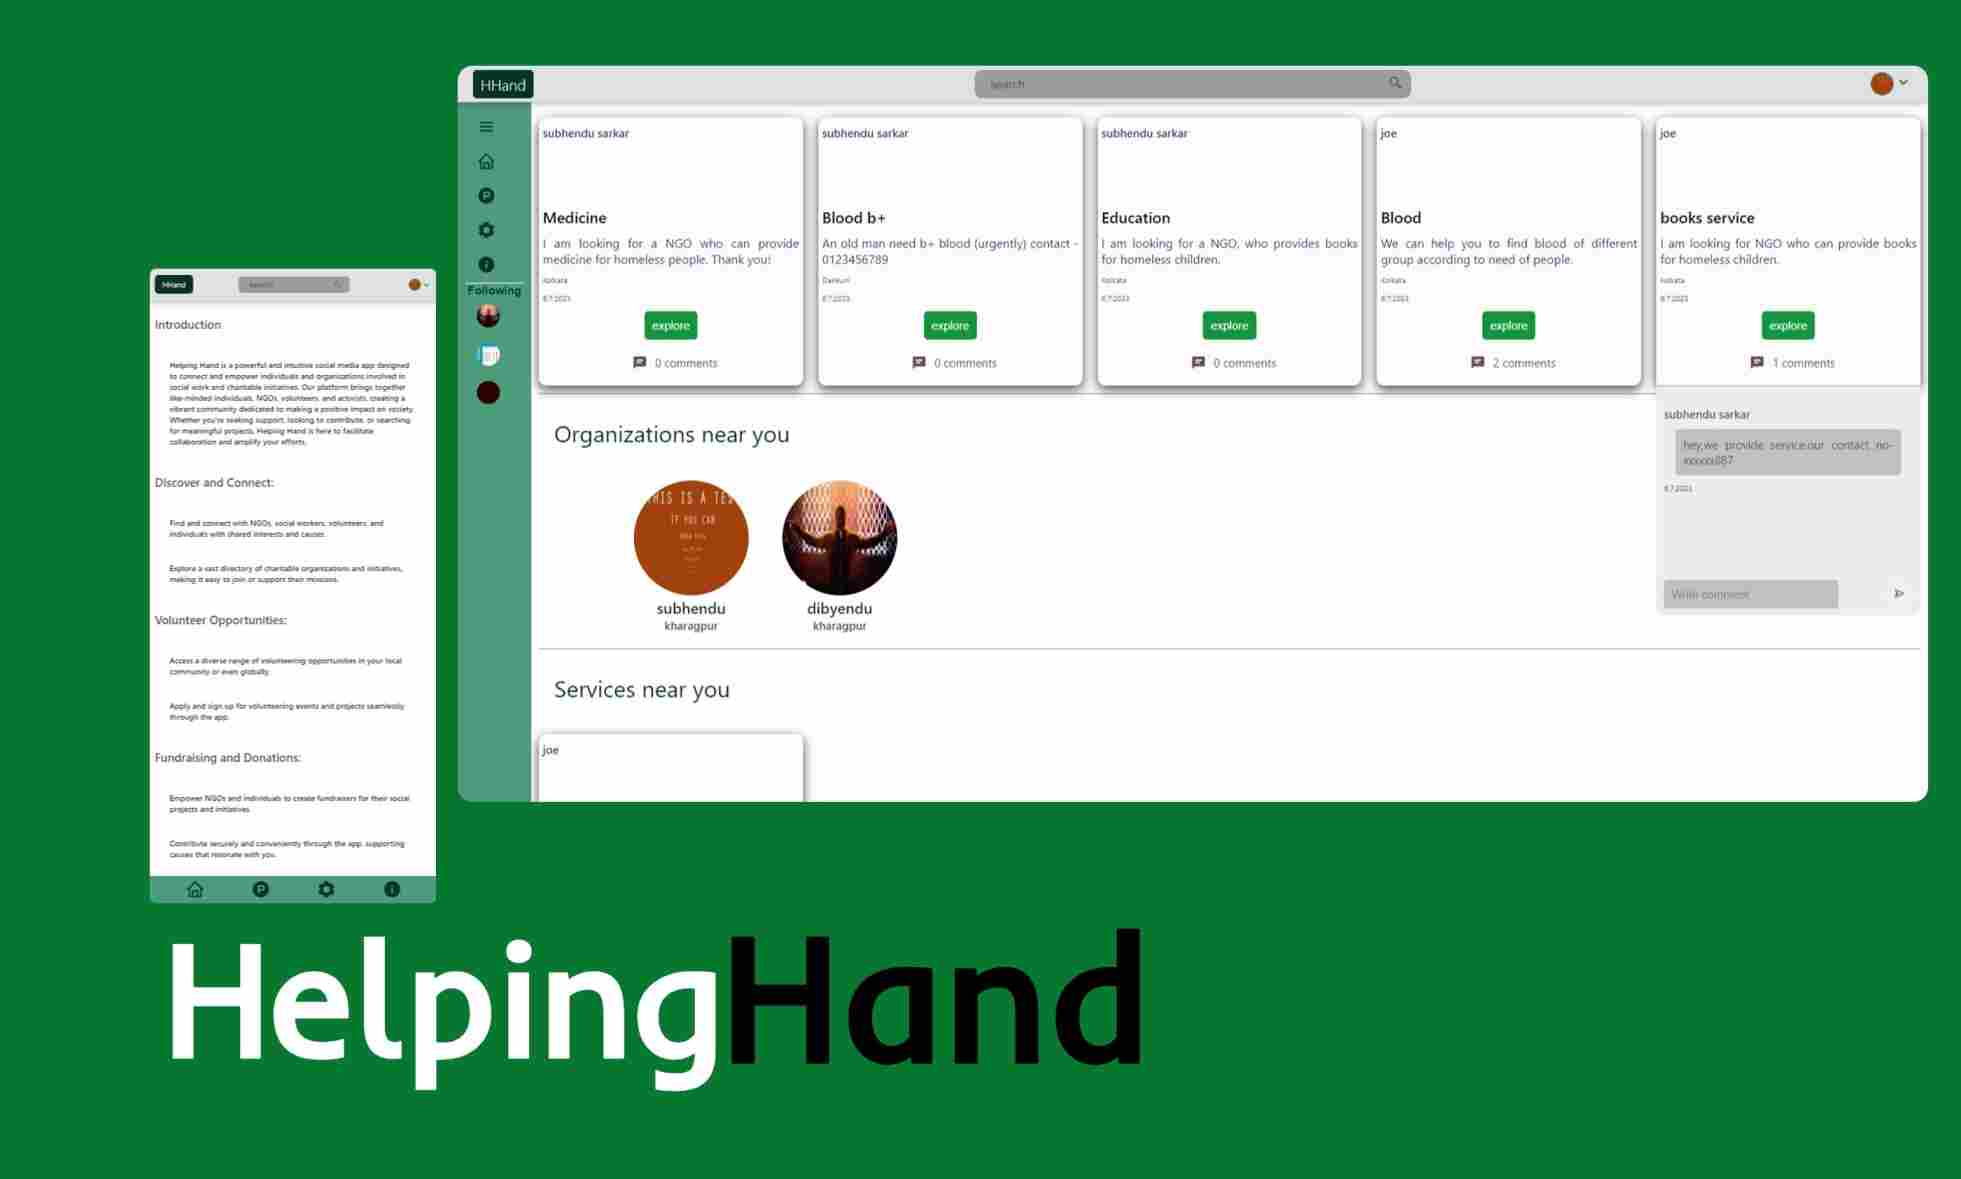 HHand
search
Following
subhendu sarkar
Medicine
I am looking for a NGO who can provide
medicine for homeless people. Thank you!
Kolkata
6.7.2023
explore
0 comments
subhendu sarkar
Blood b+
An old man need b+ blood (urgently) contact -
0123456789
Dankuni
6.7.2023
explore
0 comments
subhendu sarkar
Education
I am looking for a NGO, who provides books
for homeless children.
Kolkata
6.7.2023
explore
0 comments
joe
Blood
We can help you to find blood of different
group according to need of people.
Kolkata
6.7.2023
explore
2 comments
joe
books service
I am looking for NGO who can provide books
for homeless children.
Kolkata
6.7.2023
explore
1 comments
subhendu sarkar
hey,we provide service.our contact no-
xxxxxx887
6.7.2023
Write comment
Organizations near you
THIS IS A TE
IF YOU CAN
subhendu
kharagpur
dibyendu
kharagpur
Services near you
joe
HHand
search
Introduction
Helping Hand is a powerful and intuitive social media app designed
to connect and empower individuals and organizations involved in
social work and charitable initiatives. Our platform brings together
like-minded individuals, NGOs, volunteers, and activists, creating a
vibrant community dedicated to making a positive impact on society.
Whether you're seeking support, looking to contribute, or searching
for meaningful projects, Helping Hand is here to facilitate
collaboration and amplify your efforts.
Discover and Connect:
Find and connect with NGOs, social workers, volunteers, and
individuals with shared interests and causes.
Explore a vast directory of charitable organizations and initiatives,
making it easy to join or support their missions.
Volunteer Opportunities:
Access a diverse range of volunteering opportunities in your local
community or even globally.
Apply and sign up for volunteering events and projects seamlessly
through the app.
Fundraising and Donations:
Empower NGOs and individuals to create fundraisers for their social
projects and initiatives.
Contribute securely and conveniently through the app, supporting
causes that resonate with you.
HelpingHand